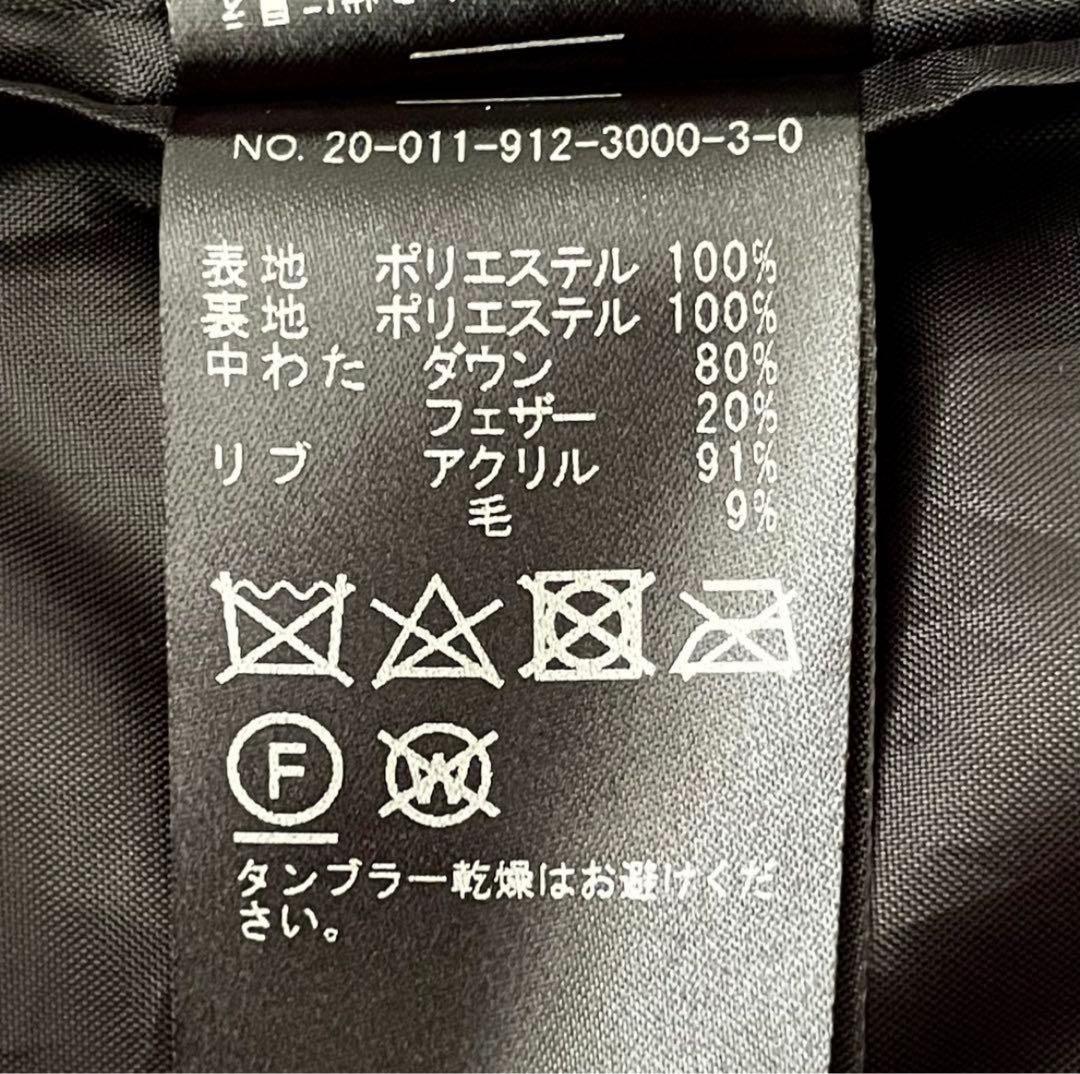 NO. 20-011-912-3000-3-0
表地 ポリエステル 100%
裏地 ポリエステル 100%
中わた ダウン 80%
フェザー 20%
リブ アクリル 91%
毛 9%
F W
タンブラー乾燥はお避けくだ
さい。